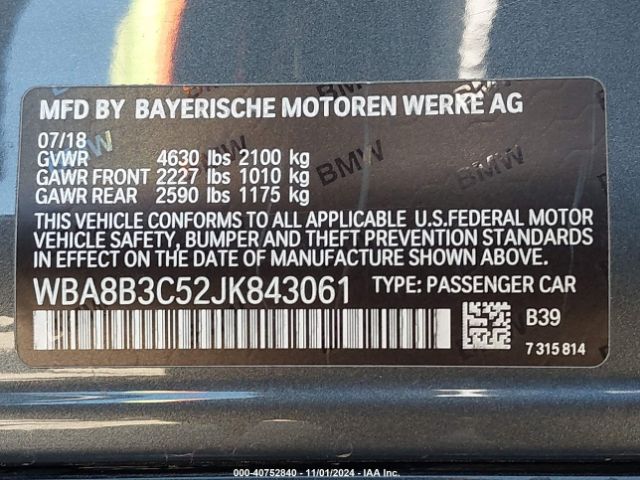 MFD BY BAYERISCHE MOTOREN WERKE AG
07/18
GVWR 4630 lbs 2100 kg
GAWR FRONT 2227 lbs 1010 kg
GAWR REAR 2590 lbs 1175 kg
THIS VEHICLE CONFORMS TO ALL APPLICABLE U.S.FEDERAL MOTOR
VEHICLE SAFETY, BUMPER AND THEFT PREVENTION STANDARDS
IN EFFECT ON THE DATE OF MANUFACTURE SHOWN ABOVE.
WBA8B3C52JK843061 TYPE: PASSENGER CAR
B39
7 315 814
BMW
BMW
BMW
BMW
000-40752840 - 11/01/2024 - IAA Inc.